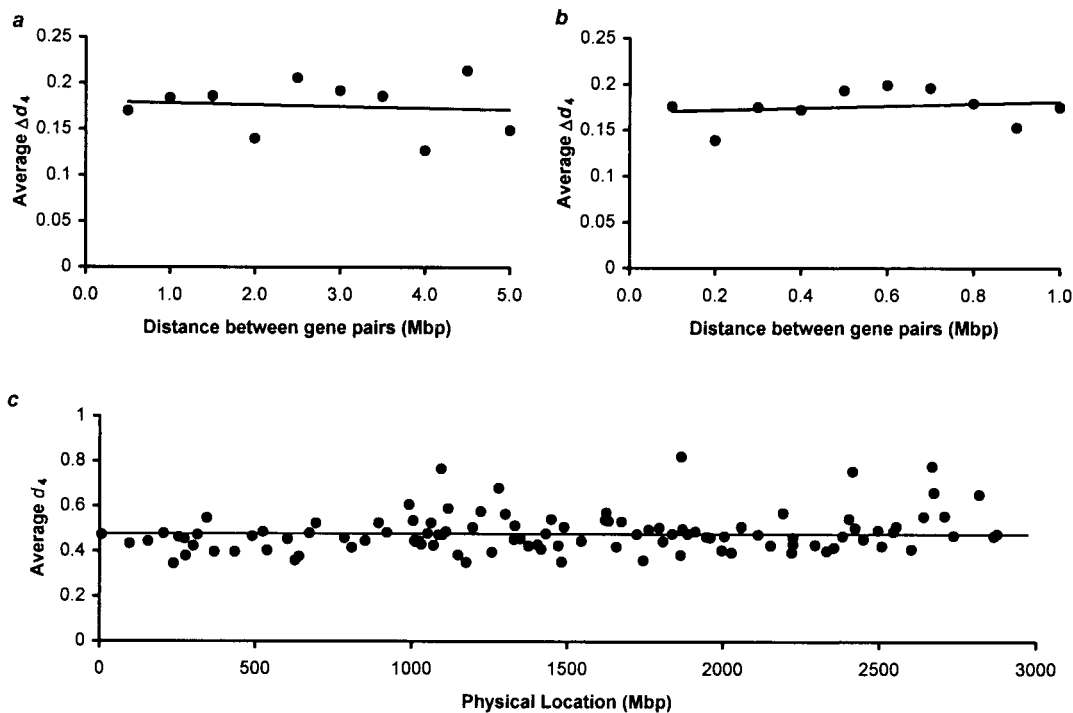 a
b
0.25
0.2
0.15
0.1
0.05
0
Average Δd4
0.0 1.0 2.0 3.0 4.0 5.0
Distance between gene pairs (Mbp)
0.25
0.2
0.15
0.1
0.05
0
Average Δd4
0.0 0.2 0.4 0.6 0.8 1.0
Distance between gene pairs (Mbp)
c
1
0.8
0.6
0.4
0.2
0
Average d4
0 500 1000 1500 2000 2500 3000
Physical Location (Mbp)